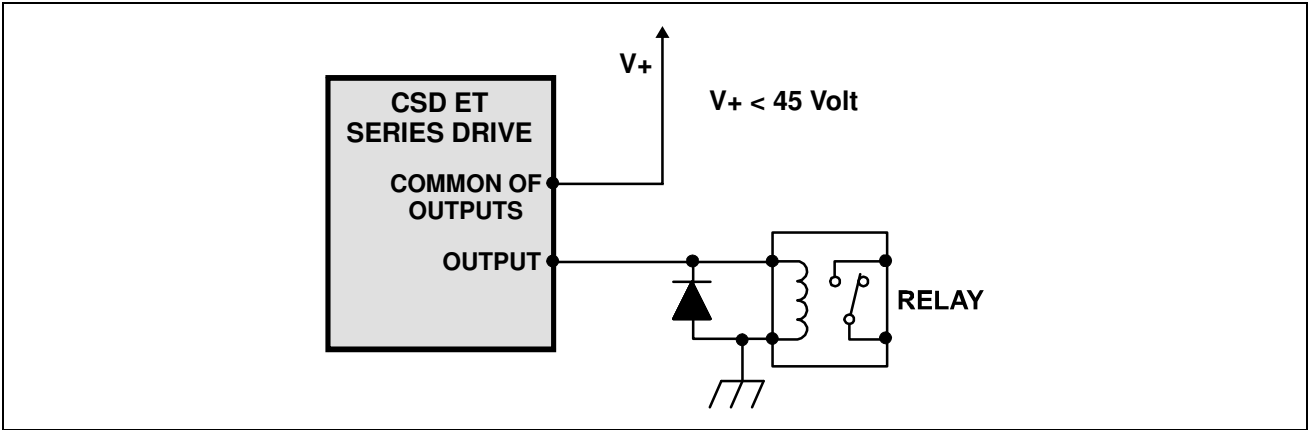 V+
V+ < 45 Volt
CSD ET
SERIES DRIVE
COMMON OF
OUTPUTS
OUTPUT
RELAY